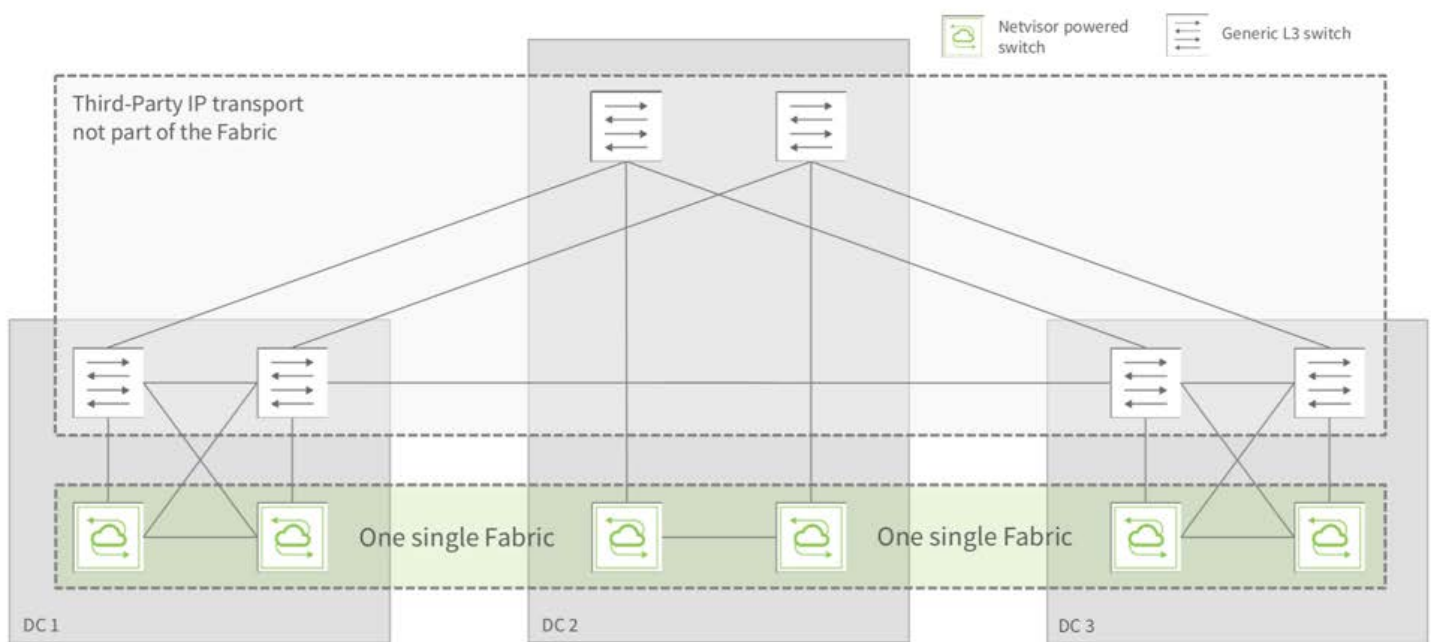 Netvisor powered
switch
Generic L3 switch
Third-Party IP transport
not part of the Fabric
One single Fabric
One single Fabric
DC 1
DC 2
DC 3